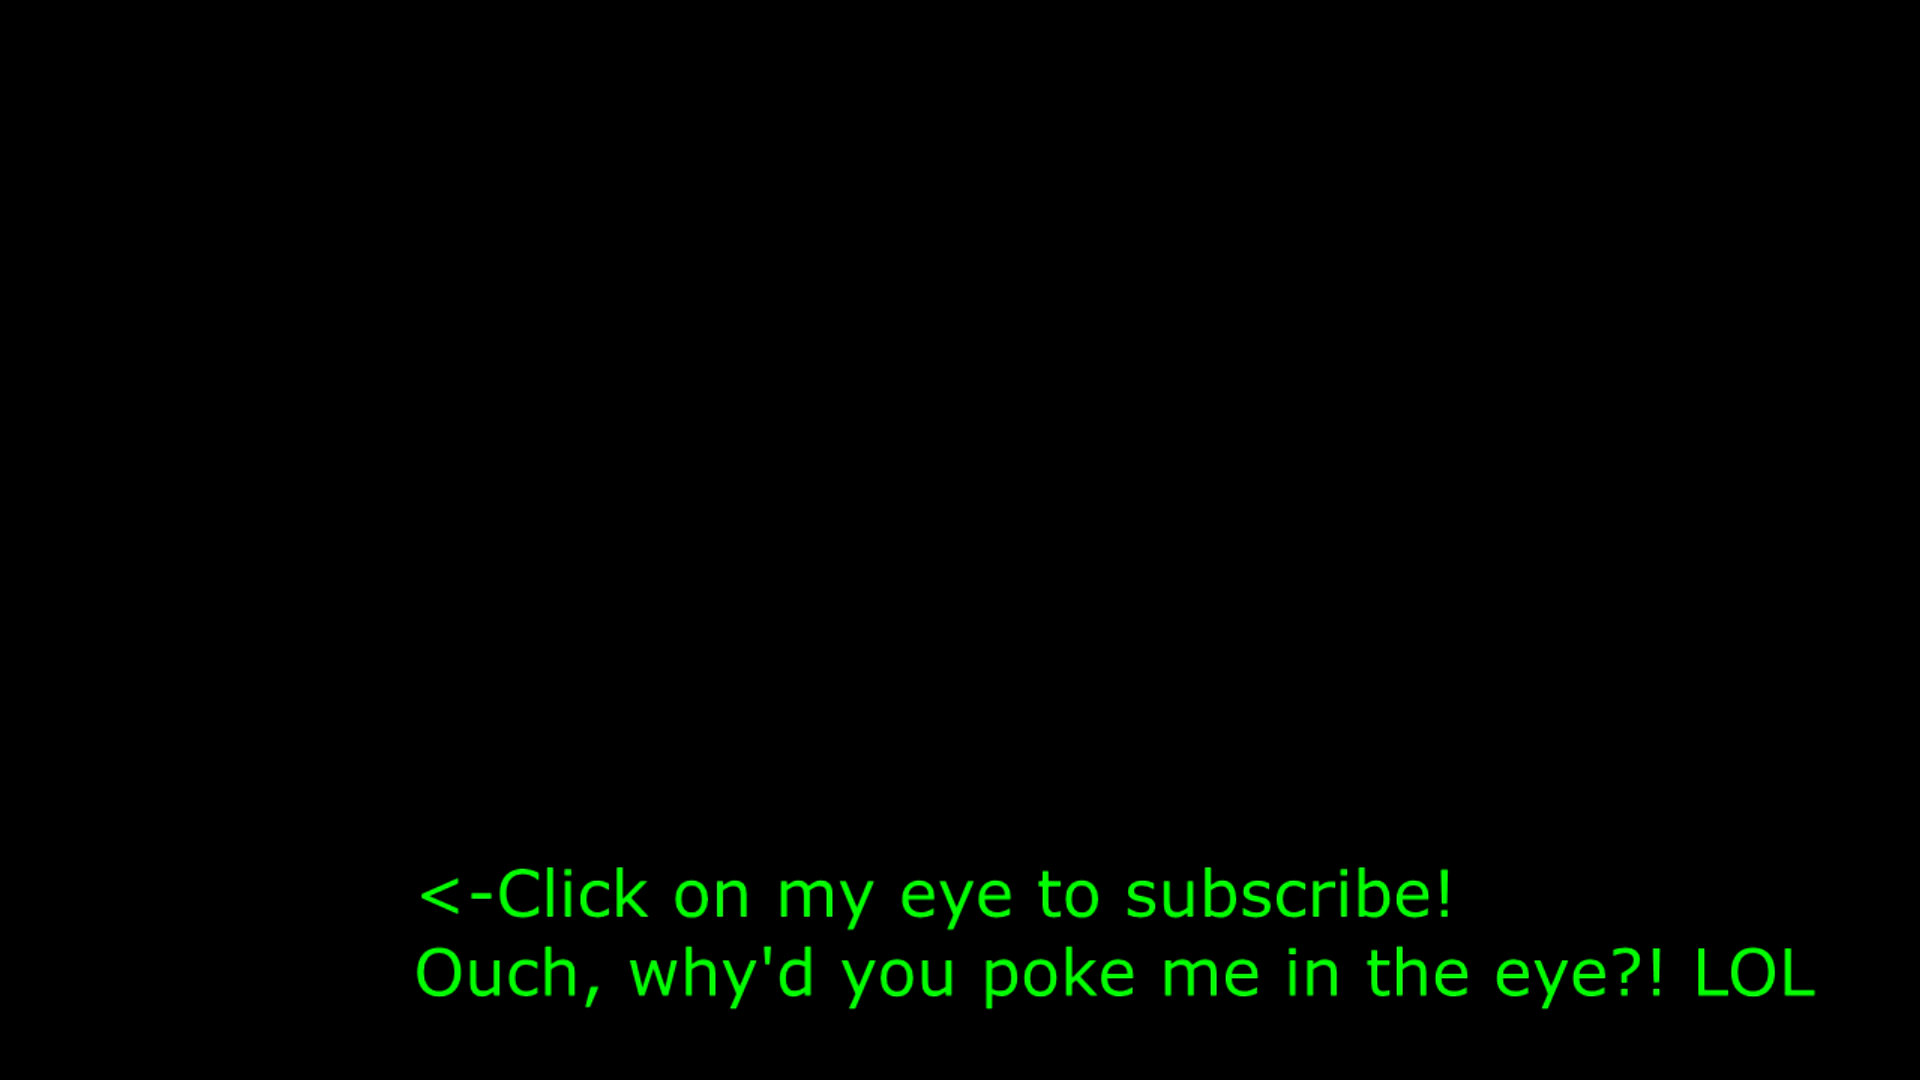 <-Click on my eye to subscribe!
Ouch, why'd you poke me in the eye?! LOL